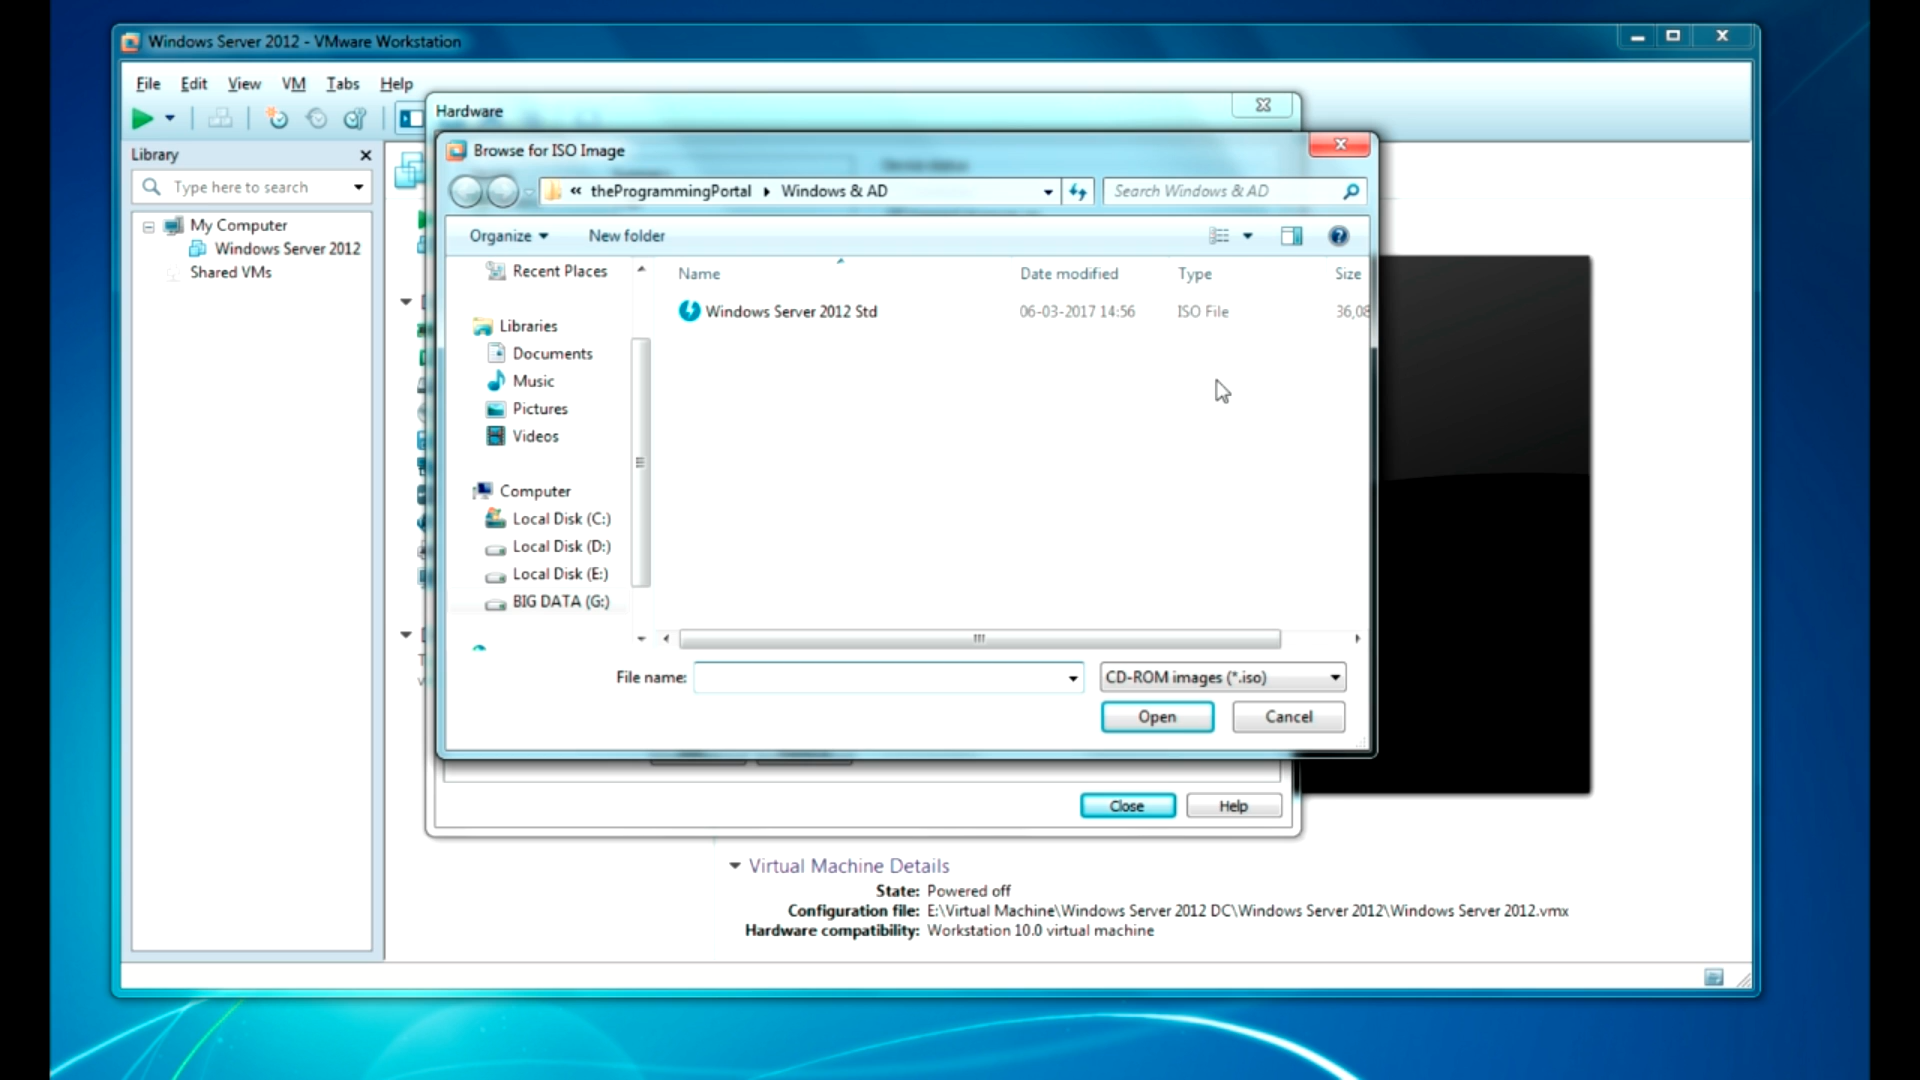 Windows Server 2012 - VMware Workstation
File Edit View VM Tabs Help
Hardware
Library
Type here to search
My Computer
Windows Server 2012
Shared VMs
Browse for ISO Image
« theProgrammingPortal Windows & AD
Search Windows & AD
Organize New folder
Recent Places
Libraries
Documents
Music
Pictures
Videos
Computer
Local Disk (C:)
Local Disk (D:)
Local Disk (E:)
BIG DATA (G:)
Name Date modified Type Size
Windows Server 2012 Std 06-03-2017 14:56 ISO File 36,08
File name: CD-ROM images (*.iso)
Open Cancel
Close Help
Virtual Machine Details
State: Powered off
Configuration file: E:\Virtual Machine\Windows Server 2012 DC\Windows Server 2012\Windows Server 2012.vmx
Hardware compatibility: Workstation 10.0 virtual machine